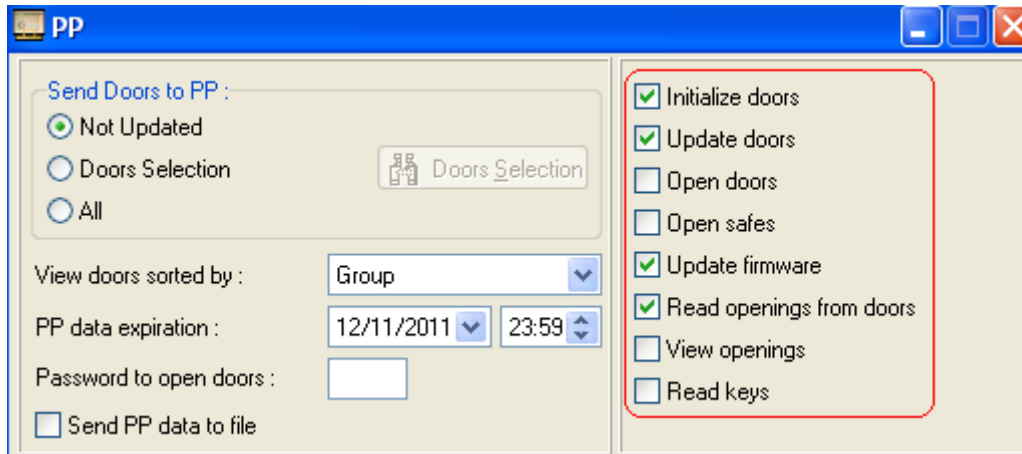 PP
Send Doors to PP :
Not Updated
Doors Selection
Doors Selection
All
View doors sorted by :
Group
PP data expiration :
12/11/2011
23:59
Password to open doors :
Send PP data to file
Initialize doors
Update doors
Open doors
Open safes
Update firmware
Read openings from doors
View openings
Read keys